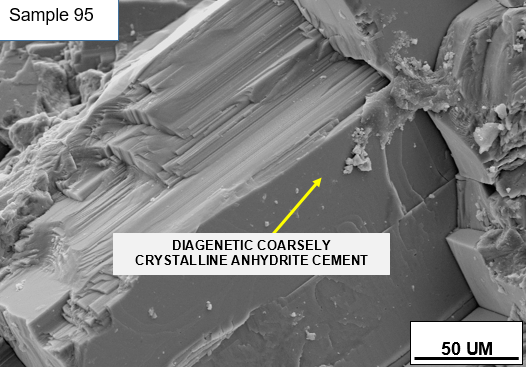 Sample 95
DIAGENETIC COARSELY
CRYSTALLINE ANHYDRITE CEMENT
50 UM